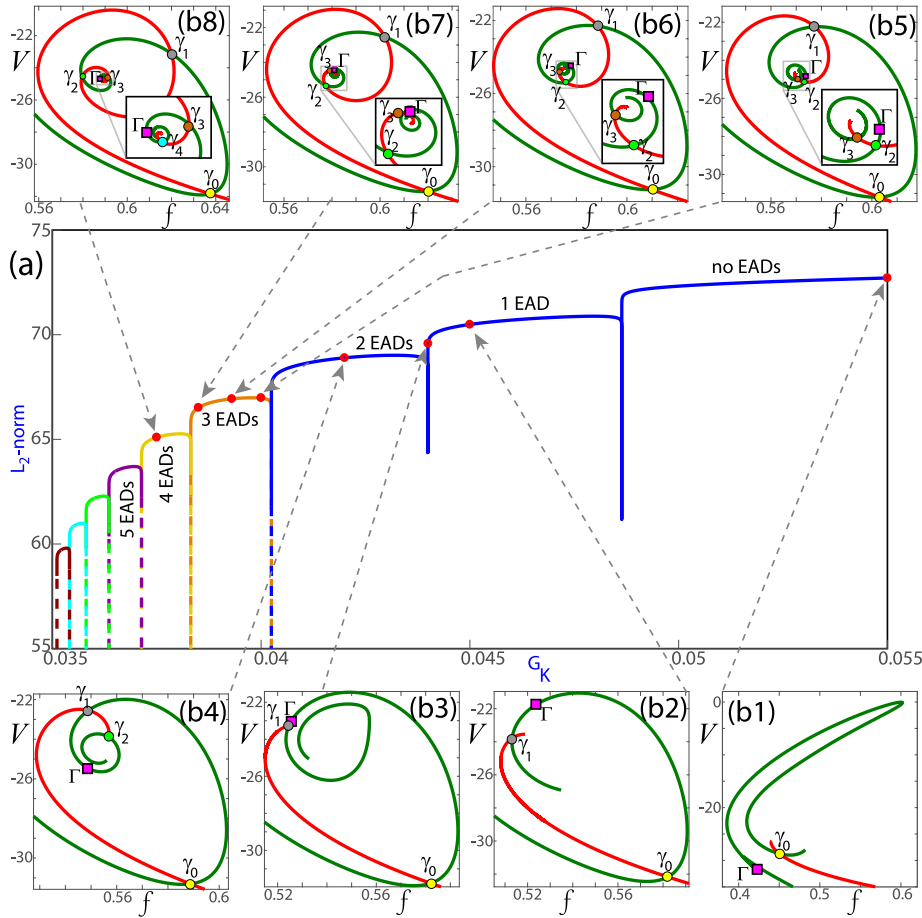 (b8)
V
-22
-26
-31
γ₁
γ₂
Γ
γ₃
Γ
γ₃
γ₄
γ₀
0.56
0.6
f
0.64
(b7)
V
-22
-26
-30
γ₁
γ₃
Γ
γ₂
γ₃
Γ
γ₂
γ₀
0.56
0.6
f
(b6)
V
-22
-26
-30
γ₁
γ₃
Γ
γ₂
Γ
γ₃
γ₂
γ₀
0.56
0.6
f
(b5)
V
-22
-26
-30
γ₁
Γ
γ₃
γ₂
Γ
γ₃
γ₂
γ₀
0.56
0.6
f
(a)
75
70
65
60
55
L₂-norm
no EADs
1 EAD
2 EADs
3 EADs
4 EADs
5 EADs
0.035
0.04
0.045
0.05
0.055
G_K
(b4)
V
-22
-26
-30
γ₁
γ₂
Γ
γ₀
0.56
f
(b3)
V
-22
-26
-30
γ₁
Γ
γ₀
0.52
0.56
f
(b2)
V
-22
-26
-30
Γ
γ₁
γ₀
0.52
0.56
f
(b1)
V
-20
γ₀
Γ
0.4
0.5
f
0.6